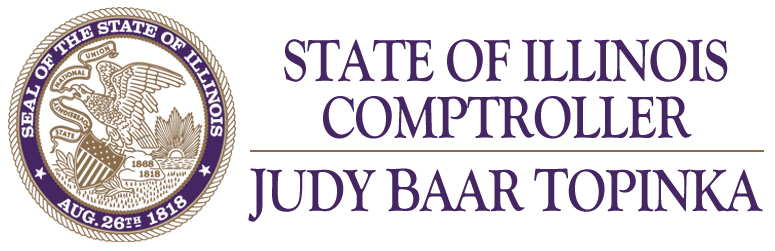 SEAL OF THE STATE OF ILLINOIS
AUG. 26TH 1818
NATIONAL
UNION
STATE
SOVEREIGNTY
1868
1818
STATE OF ILLINOIS
COMPTROLLER
JUDY BAAR TOPINKA